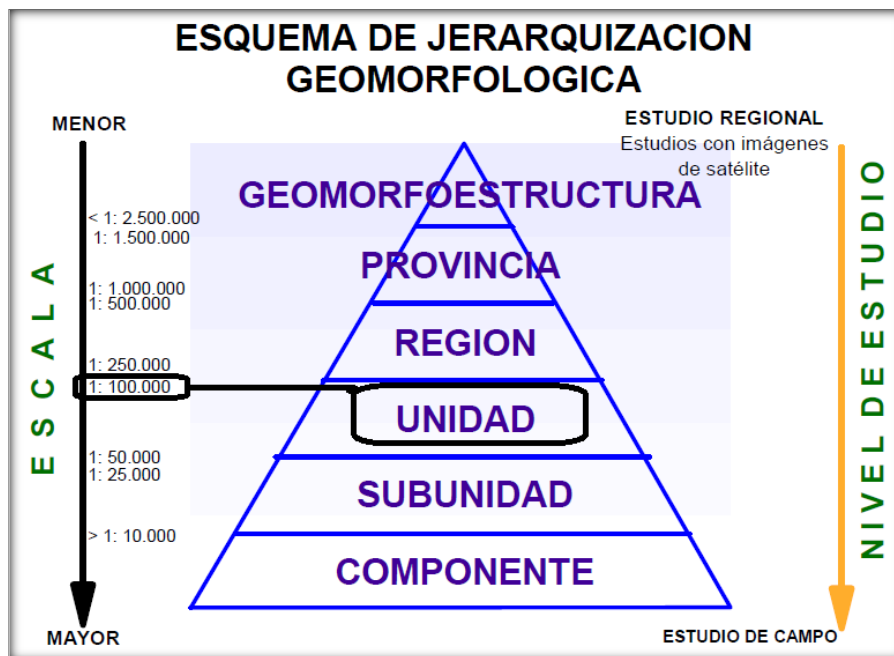 ESQUEMA DE JERARQUIZACION
GEOMORFOLOGICA
MENOR
ESTUDIO REGIONAL
Estudios con imágenes
de satélite
GEOMORFOESTRUCTURA
< 1: 2.500.000
1: 1.500.000
PROVINCIA
1: 1.000.000
1: 500.000
REGION
1: 250.000
1: 100.000
UNIDAD
1: 50.000
1: 25.000
SUBUNIDAD
> 1: 10.000
COMPONENTE
MAYOR
ESTUDIO DE CAMPO
ESCALA
NIVEL DE ESTUDIO